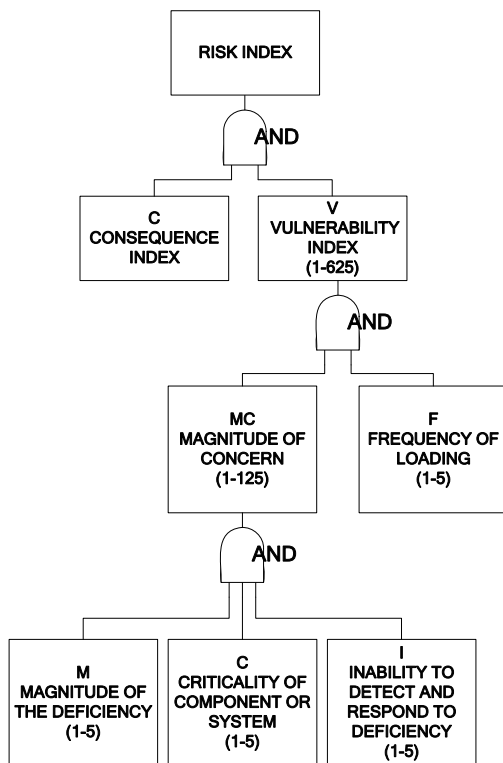 RISK INDEX
AND
C
CONSEQUENCE
INDEX
V
VULNERABILITY
INDEX
(1-625)
AND
MC
MAGNITUDE OF
CONCERN
(1-125)
F
FREQUENCY OF
LOADING
(1-5)
AND
M
MAGNITUDE OF
THE DEFICIENCY
(1-5)
C
CRITICALITY OF
COMPONENT OR
SYSTEM
(1-5)
I
INABILITY TO
DETECT AND
RESPOND TO
DEFICIENCY
(1-5)